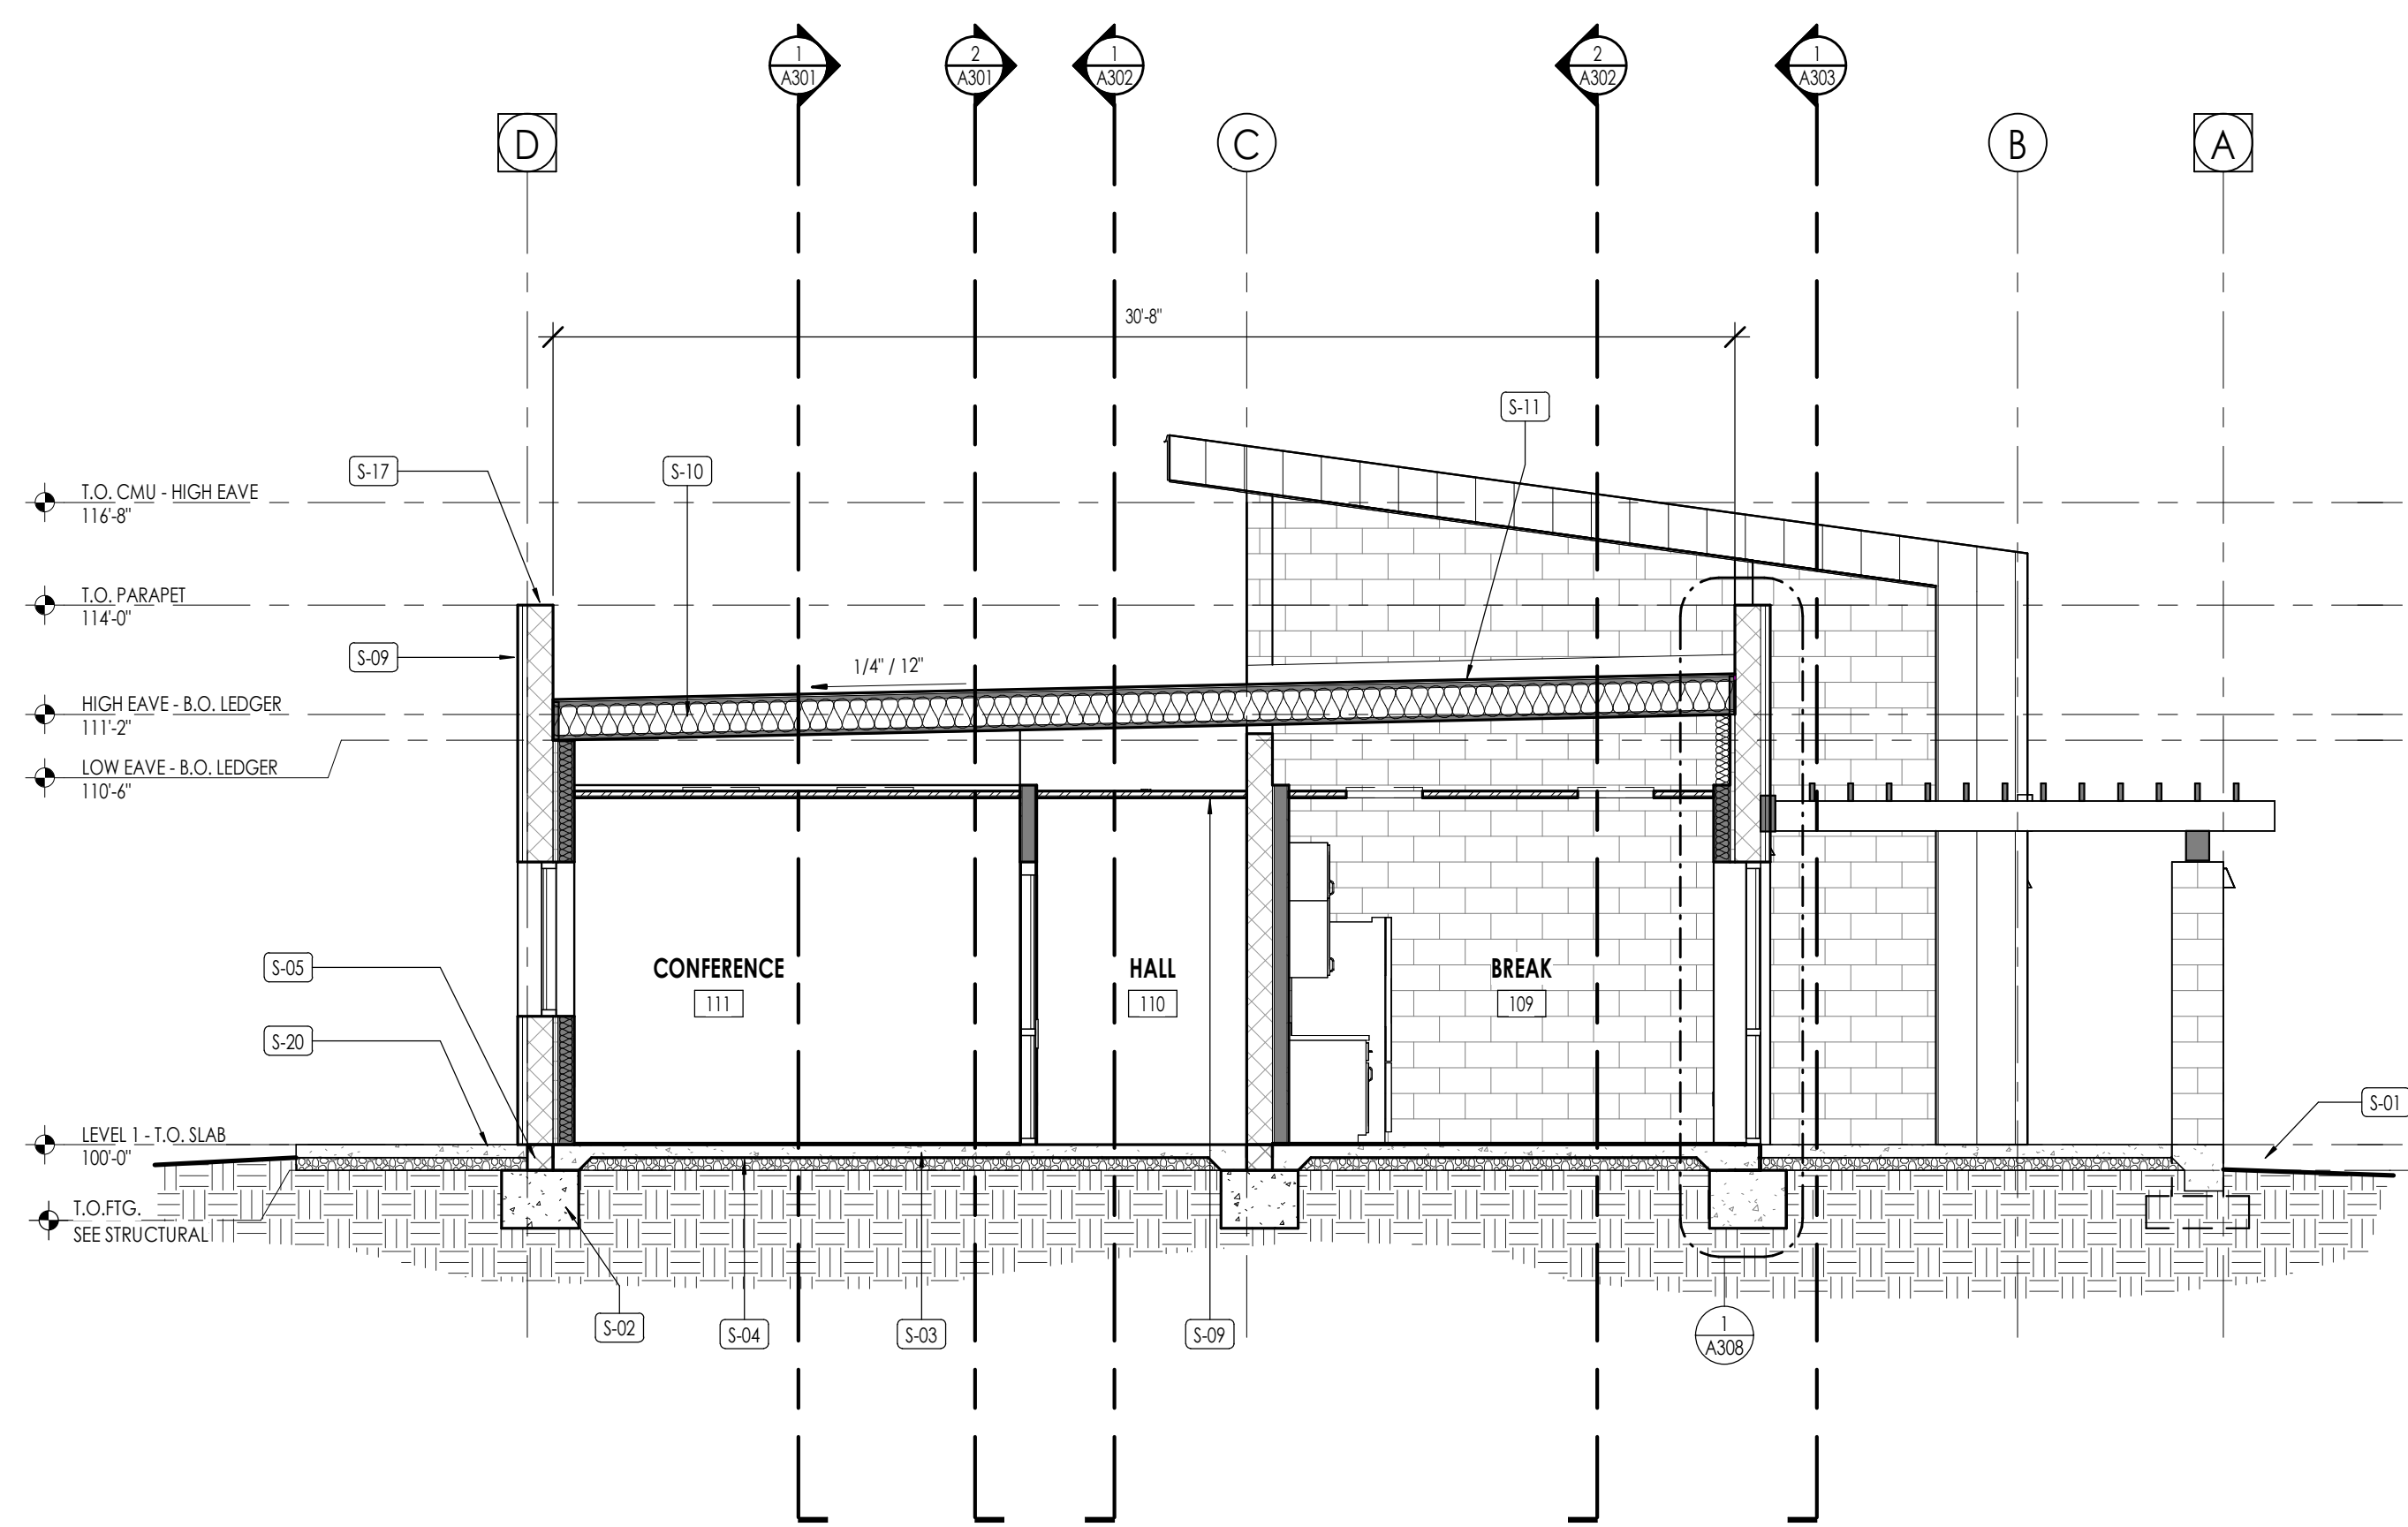 1
A301
2
A301
1
A302
2
A302
1
A303
D
C
B
A
30'-8"
S-11
S-17
S-10
T.O. CMU - HIGH EAVE
116'-8"
T.O. PARAPET
114'-0"
S-09
1/4" / 12"
HIGH EAVE - B.O. LEDGER
111'-2"
LOW EAVE - B.O. LEDGER
110'-6"
CONFERENCE
111
HALL
110
BREAK
109
S-05
S-20
S-01
LEVEL 1 - T.O. SLAB
100'-0"
T.O.FTG.
SEE STRUCTURAL
S-02
S-04
S-03
S-09
1
A308